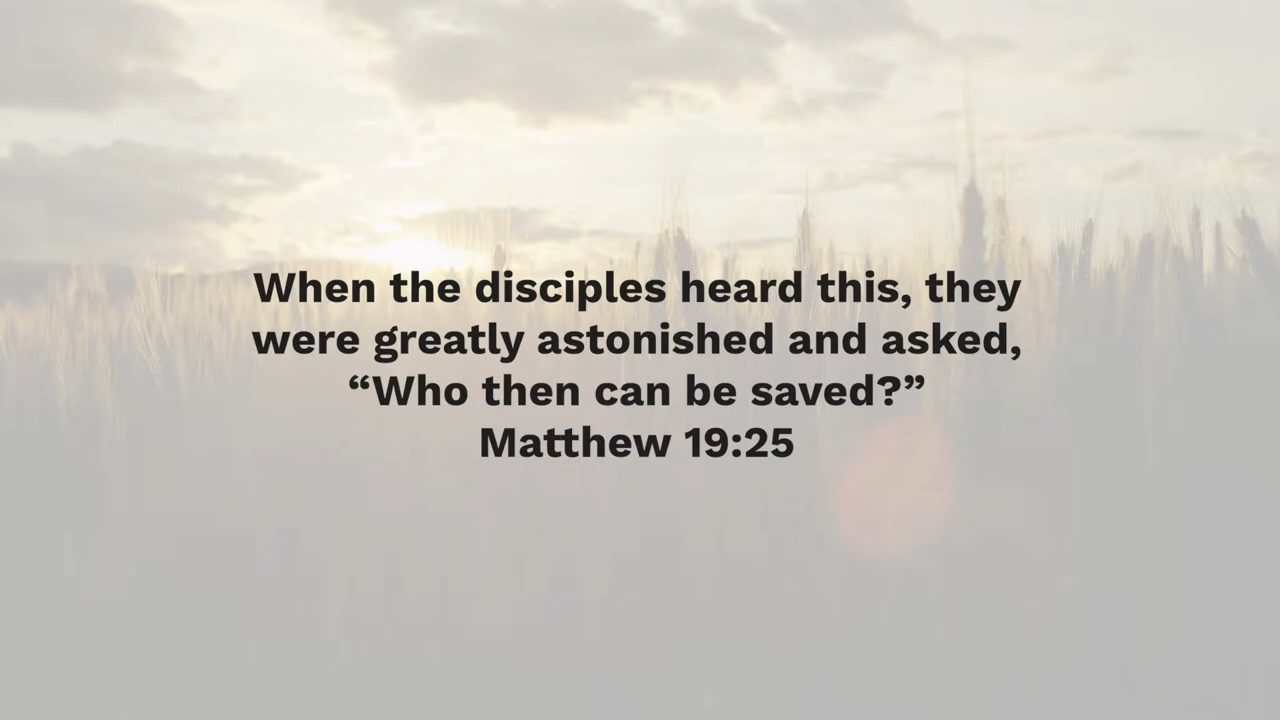 When the disciples heard this, they
were greatly astonished and asked,
“Who then can be saved?”
Matthew 19:25